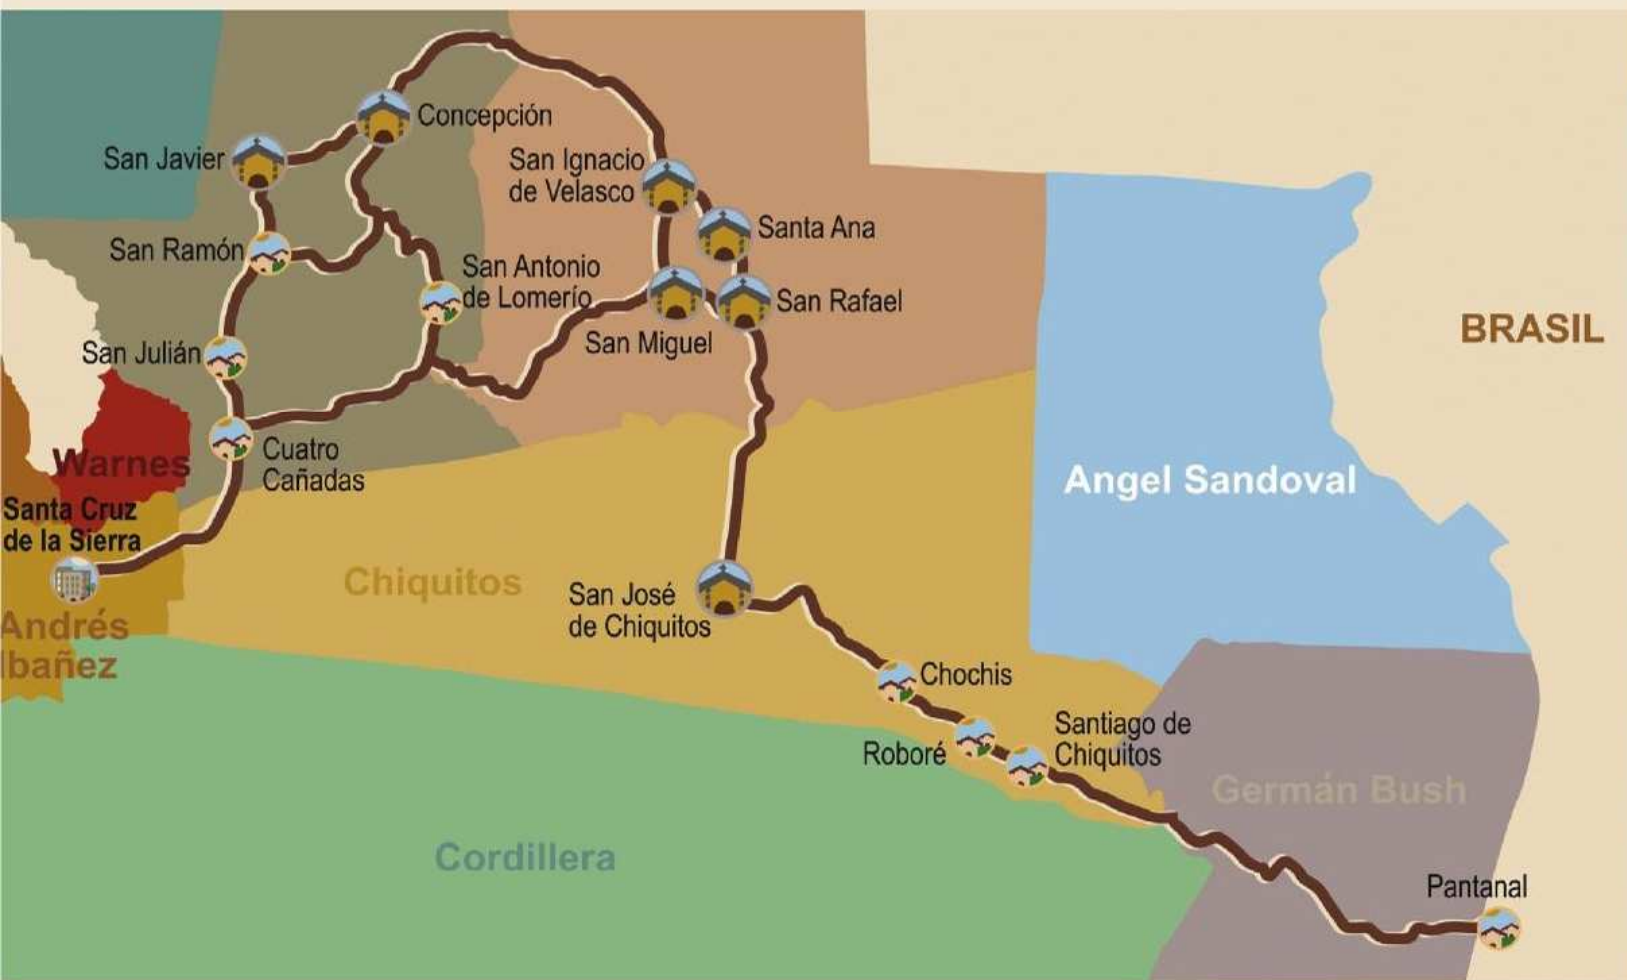 Concepción
San Javier
San Ignacio
de Velasco
Santa Ana
San Ramón
San Antonio
de Lomerío
San Rafael
San Miguel
San Julián
BRASIL
Cuatro
Cañadas
Warnes
Santa Cruz
de la Sierra
Angel Sandoval
Chiquitos
San José
de Chiquitos
Andrés
Ibañez
Chochis
Santiago de
Chiquitos
Roboré
Germán Bush
Cordillera
Pantanal